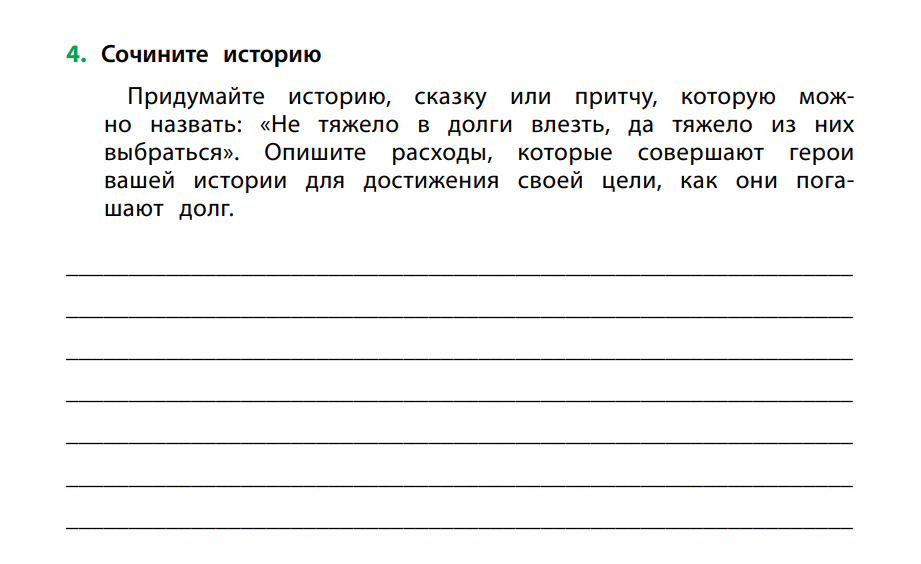 4. Сочините историю
Придумайте историю, сказку или притчу, которую мож-
но назвать: «Не тяжело в долги влезть, да тяжело из них
выбраться». Опишите расходы, которые совершают герои
вашей истории для достижения своей цели, как они пога-
шают долг.